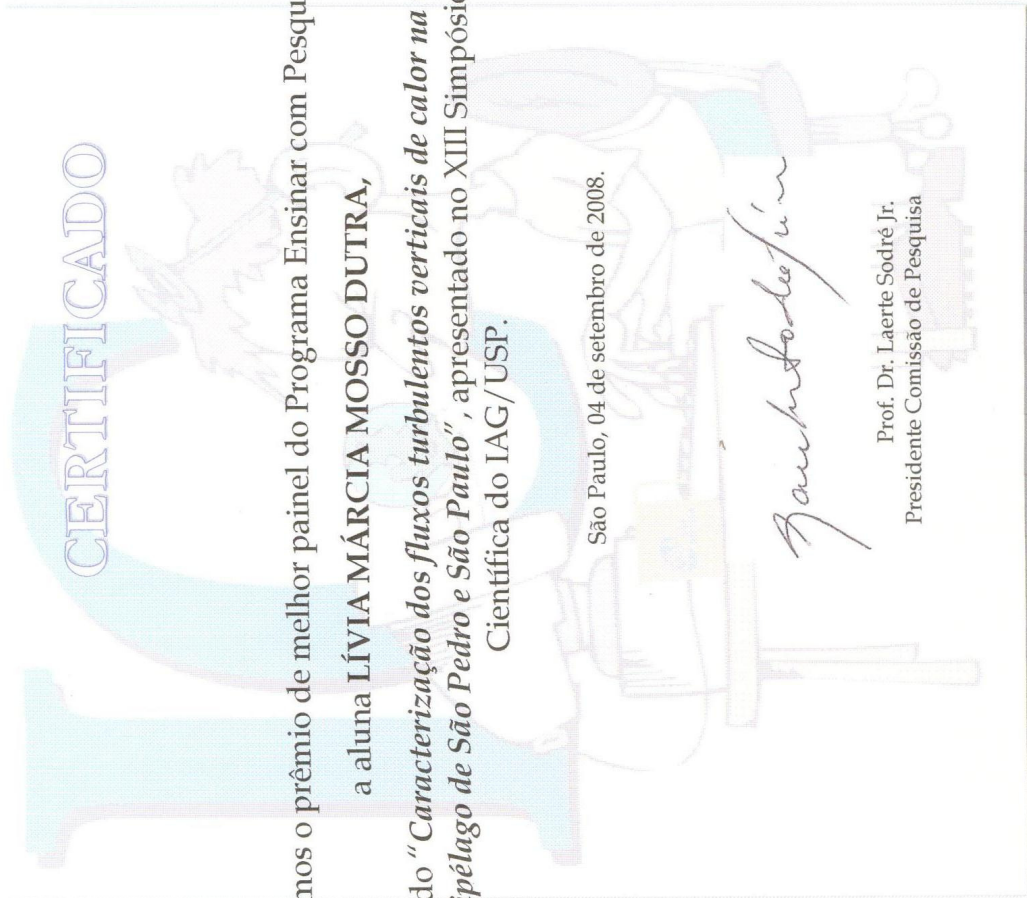 CERTIFICADO
mos o prêmio de melhor painel do Programa Ensinar com Pesqu
a aluna LÍVIA MÁRCIA MOSSO DUTRA,
do "Caracterização dos fluxos turbulentos verticais de calor na
pélago de São Pedro e São Paulo", apresentado no XIII Simpósio
Científica do IAG/USP.
São Paulo, 04 de setembro de 2008.
Prof. Dr. Laerte Sodré Jr.
Presidente Comissão de Pesquisa